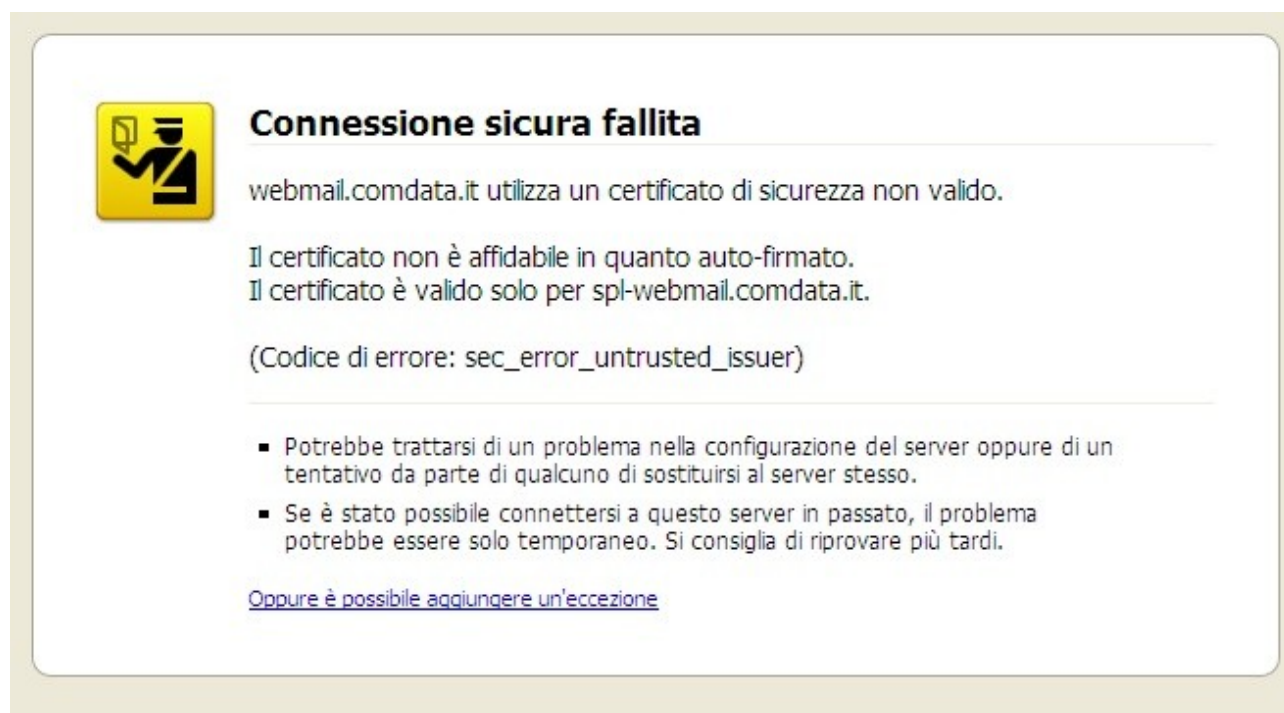 Connessione sicura fallita
webmail.comdata.it utilizza un certificato di sicurezza non valido.
Il certificato non è affidabile in quanto auto-firmato.
Il certificato è valido solo per spl-webmail.comdata.it.
(Codice di errore: sec_error_untrusted_issuer)
Potrebbe trattarsi di un problema nella configurazione del server oppure di un
tentativo da parte di qualcuno di sostituirsi al server stesso.
Se è stato possibile connettersi a questo server in passato, il problema
potrebbe essere solo temporaneo. Si consiglia di riprovare più tardi.
Oppure è possibile aggiungere un'eccezione